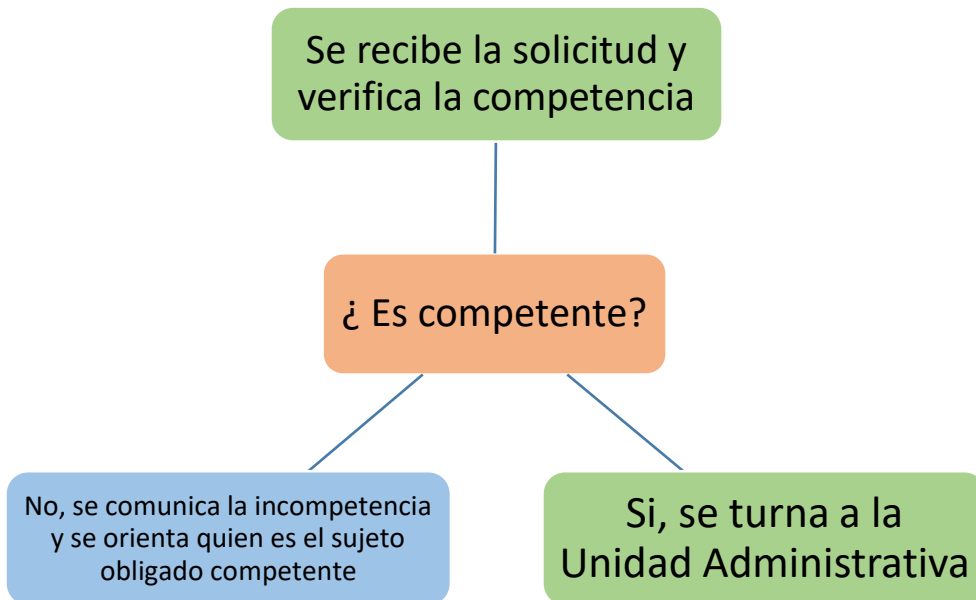 Se recibe la solicitud y
verifica la competencia
¿ Es competente?
No, se comunica la incompetencia
y se orienta quien es el sujeto
obligado competente
Si, se turna a la
Unidad Administrativa